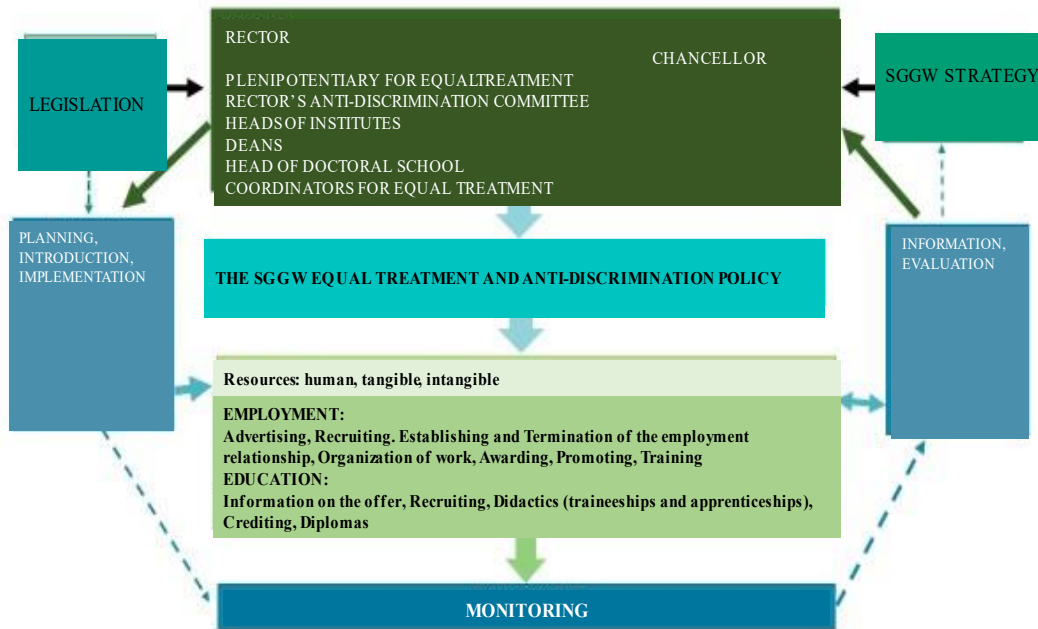 RECTOR
CHANCELLOR
PLENIPOTENTIARY FOR EQUALTREATMENT
RECTOR'S ANTI-DISCRIMINATION COMMITTEE
HEADS OF INSTITUTES
DEANS
HEAD OF DOCTORAL SCHOOL
COORDINATORS FOR EQUAL TREATMENT
LEGISLATION
SGGW STRATEGY
PLANNING,
INTRODUCTION,
IMPLEMENTATION
THE SGGW EQUAL TREATMENT AND ANTI-DISCRIMINATION POLICY
INFORMATION,
EVALUATION
Resources: human, tangible, intangible
EMPLOYMENT:
Advertising, Recruiting. Establishing and Termination of the employment
relationship, Organization of work, Awarding, Promoting, Training
EDUCATION:
Information on the offer, Recruiting, Didactics (traineeships and apprenticeships),
Crediting, Diplomas
MONITORING